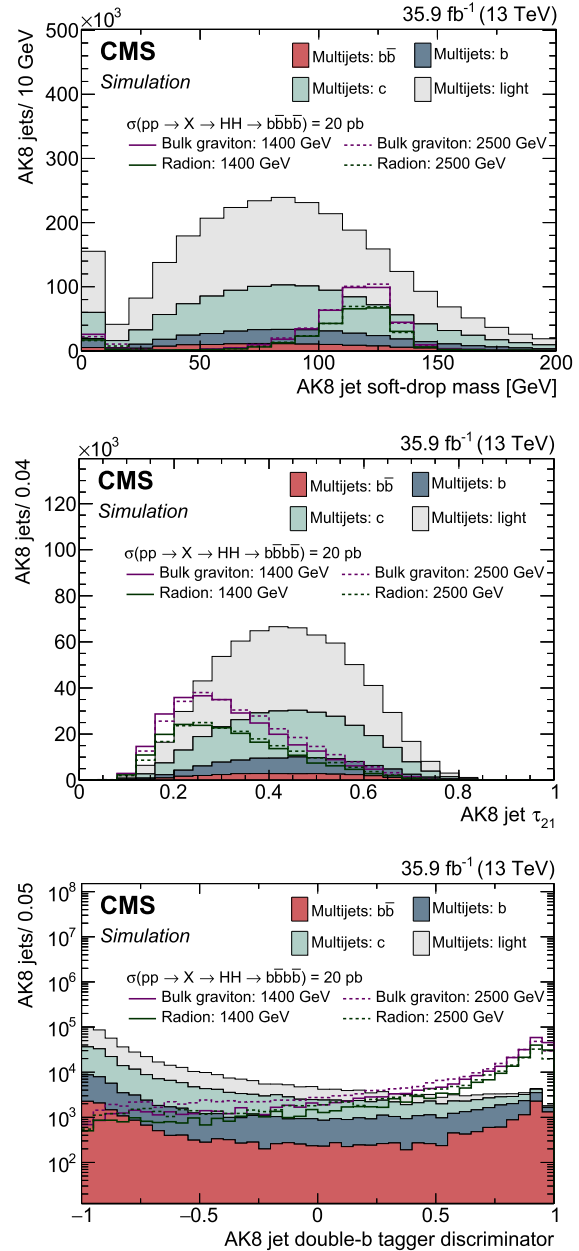 ×10³ 35.9 fb⁻¹ (13 TeV)
500
CMS
Simulation
Multijets: bb̅ Multijets: b
Multijets: c Multijets: light
σ(pp → X → HH → bb̅bb̅) = 20 pb
Bulk graviton: 1400 GeV Bulk graviton: 2500 GeV
Radion: 1400 GeV Radion: 2500 GeV
400
300
200
100
0
AK8 jets/ 10 GeV
0 50 100 150 200
AK8 jet soft-drop mass [GeV]
×10³ 35.9 fb⁻¹ (13 TeV)
CMS
Simulation
Multijets: bb̅ Multijets: b
Multijets: c Multijets: light
σ(pp → X → HH → bb̅bb̅) = 20 pb
Bulk graviton: 1400 GeV Bulk graviton: 2500 GeV
Radion: 1400 GeV Radion: 2500 GeV
120
100
80
60
40
20
0
AK8 jets/ 0.04
0 0.2 0.4 0.6 0.8 1
AK8 jet τ₂₁
35.9 fb⁻¹ (13 TeV)
CMS
Simulation
Multijets: bb̅ Multijets: b
Multijets: c Multijets: light
σ(pp → X → HH → bb̅bb̅) = 20 pb
Bulk graviton: 1400 GeV Bulk graviton: 2500 GeV
Radion: 1400 GeV Radion: 2500 GeV
10⁸
10⁷
10⁶
10⁵
10⁴
10³
10²
AK8 jets/ 0.05
−1 −0.5 0 0.5 1
AK8 jet double-b tagger discriminator